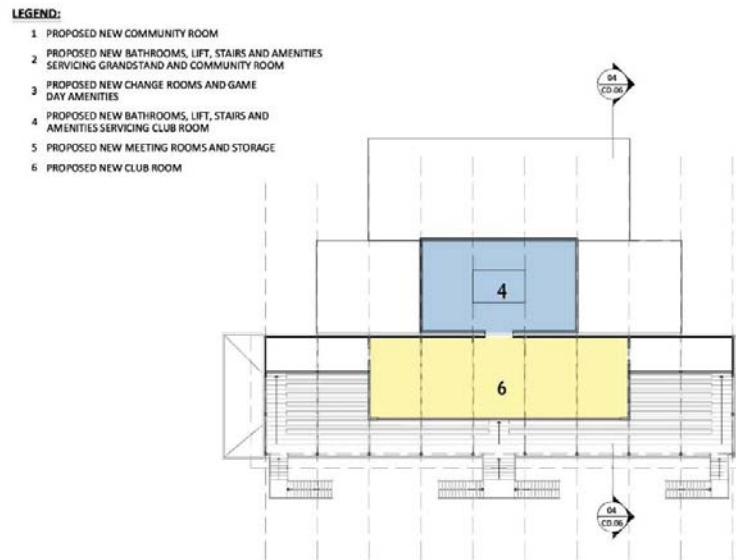 LEGEND:
1 PROPOSED NEW COMMUNITY ROOM
2 PROPOSED NEW BATHROOMS, LIFT, STAIRS AND AMENITIES
SERVICING GRANDSTAND AND COMMUNITY ROOM
3 PROPOSED NEW CHANGE ROOMS AND GAME
DAY AMENITIES
4 PROPOSED NEW BATHROOMS, LIFT, STAIRS AND
AMENITIES SERVICING CLUB ROOM
5 PROPOSED NEW MEETING ROOMS AND STORAGE
6 PROPOSED NEW CLUB ROOM
04
CD.06
4
6
04
CD.06